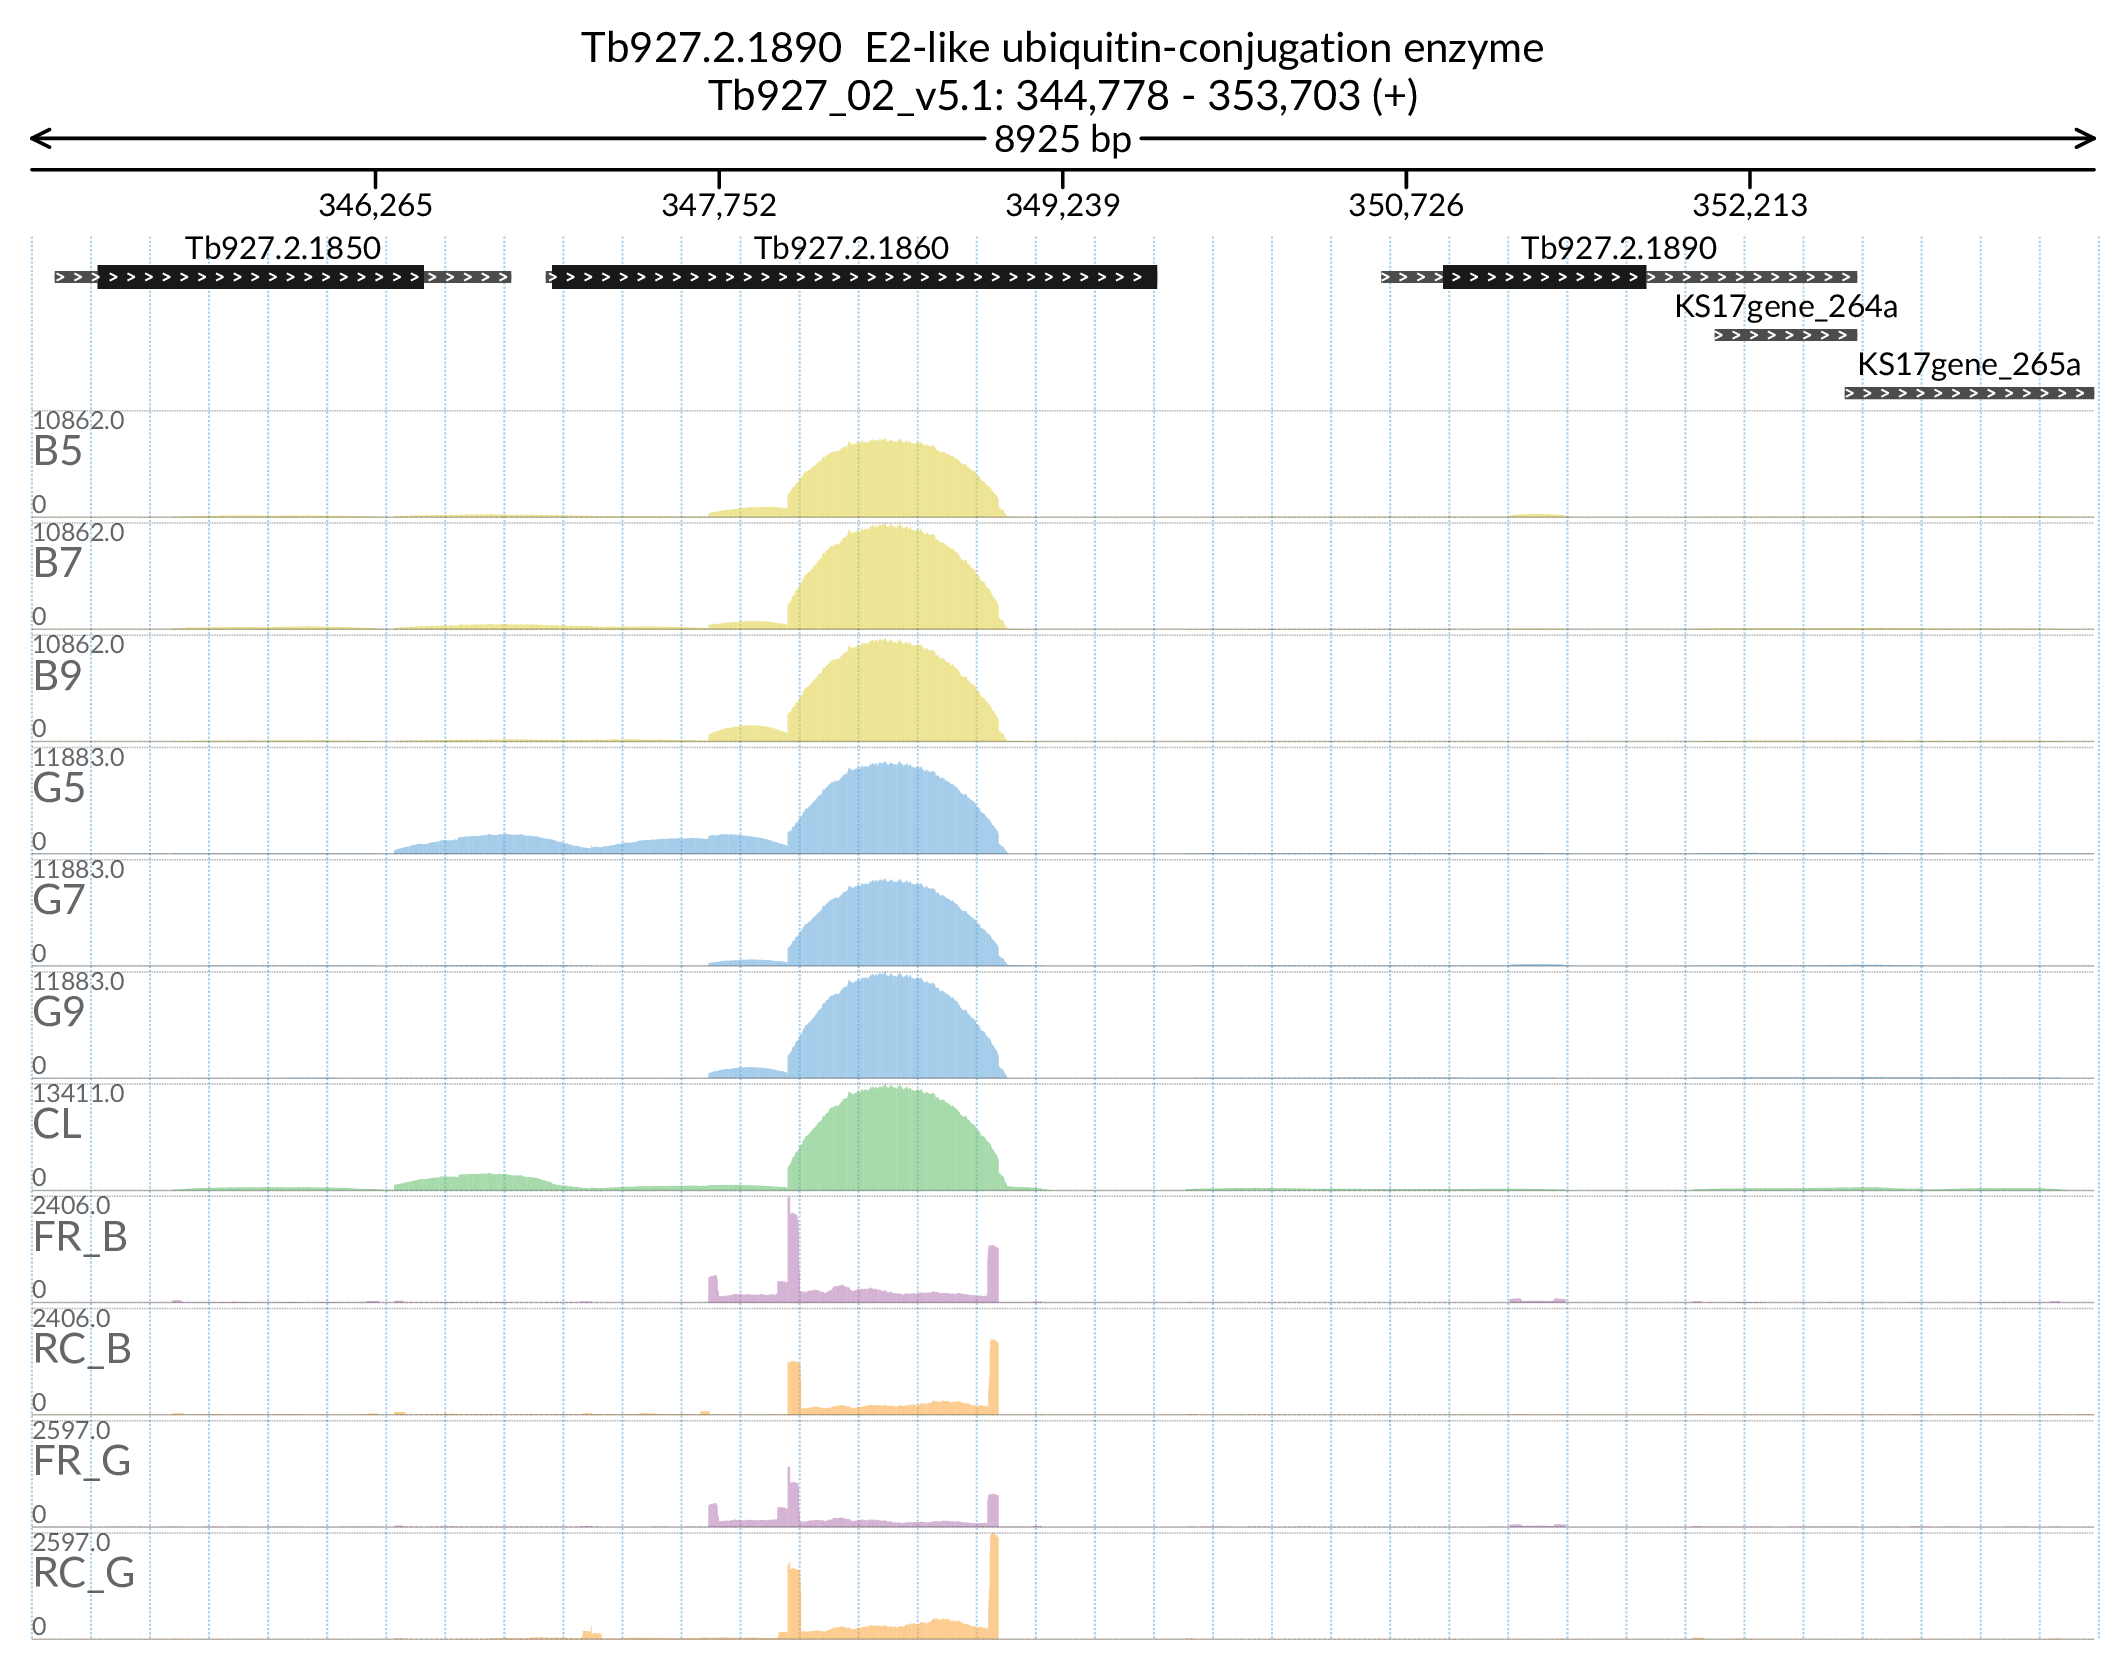 Tb927.2.1890  E2-like ubiquitin-conjugation enzyme
Tb927_02_v5.1: 344,778 - 353,703 (+)
8925 bp
346,265 347,752 349,239 350,726 352,213
Tb927.2.1850 Tb927.2.1860 Tb927.2.1890
KS17gene_264a
KS17gene_265a
10862.0
B5
0
10862.0
B7
0
10862.0
B9
0
11883.0
G5
0
11883.0
G7
0
11883.0
G9
0
13411.0
CL
0
2406.0
FR_B
0
2406.0
RC_B
0
2597.0
FR_G
0
2597.0
RC_G
0